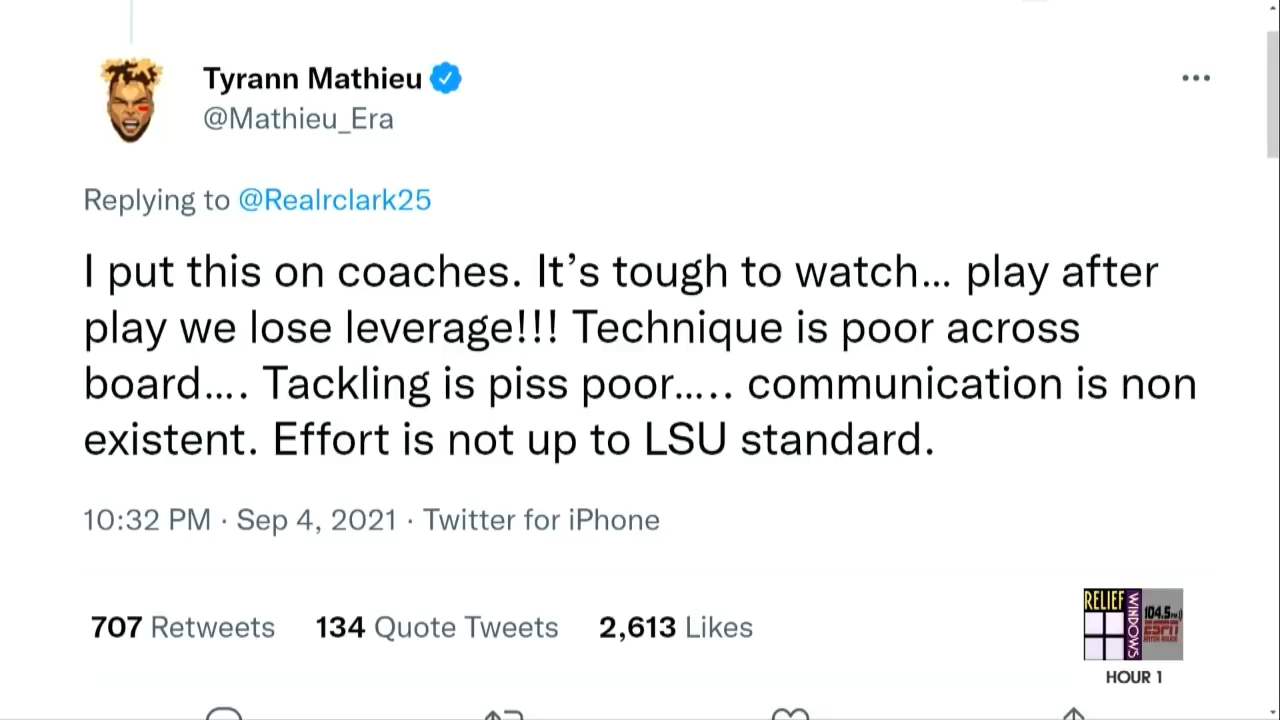 Tyrann Mathieu
@Mathieu_Era
Replying to @Realrclark25
I put this on coaches. It’s tough to watch... play after
play we lose leverage!!! Technique is poor across
board.... Tackling is piss poor..... communication is non
existent. Effort is not up to LSU standard.
10:32 PM · Sep 4, 2021 · Twitter for iPhone
707 Retweets 134 Quote Tweets 2,613 Likes
RELIEF
WINDOWS
104.5 FM
ESPN
BATON ROUGE
HOUR 1